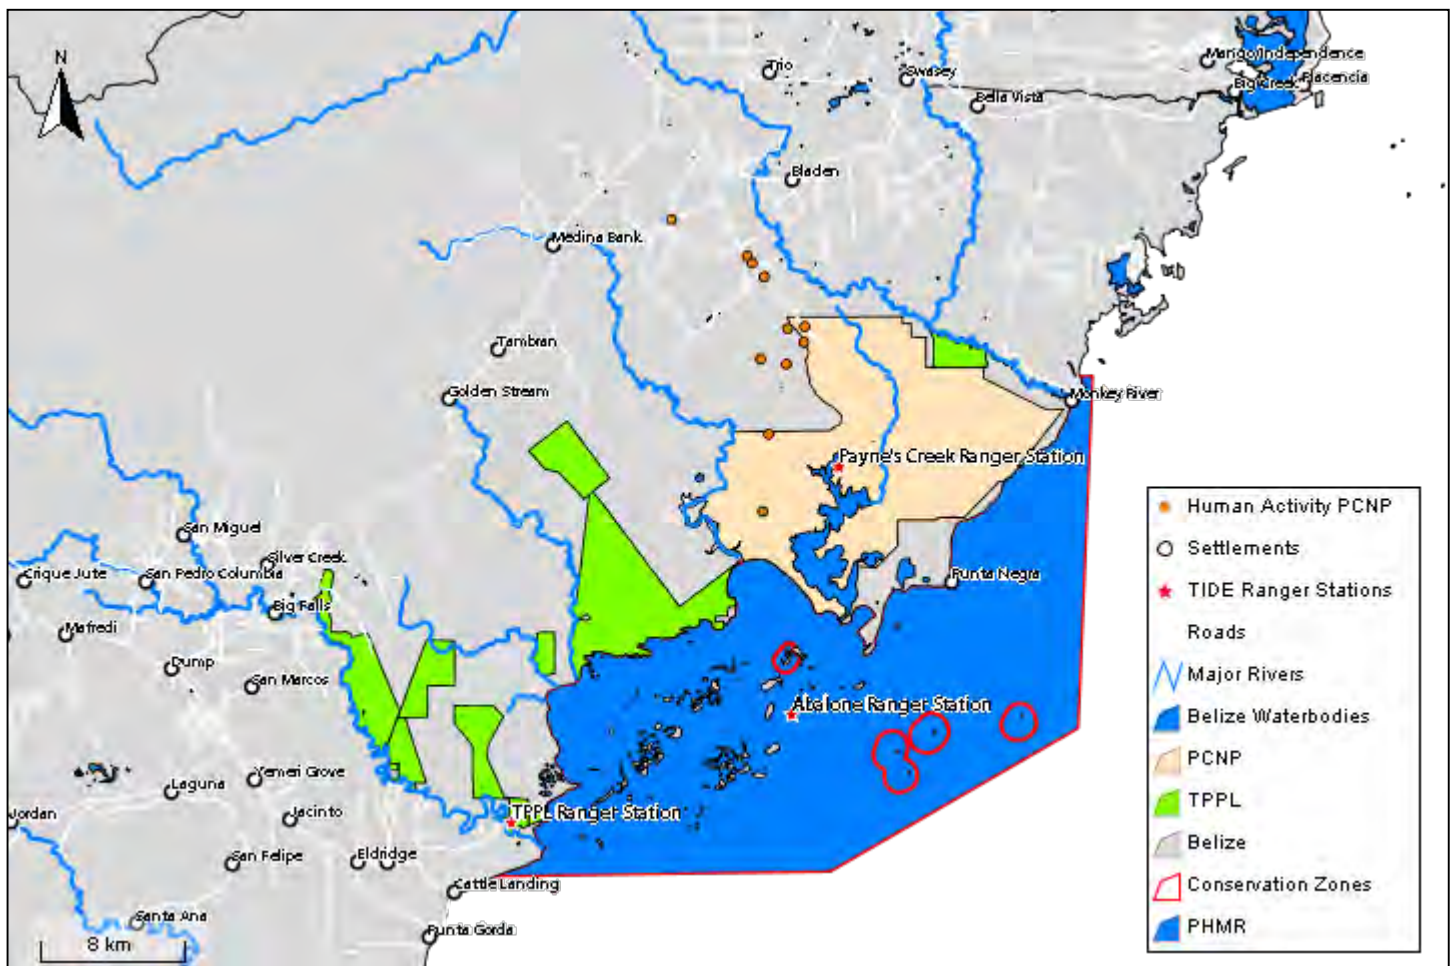 N
Mango/Independence
Trio
Swasey
Placencia
Big Creek
Bella Vista
Bladen
Medina Bank
Tambran
Golden Stream
Monkey River
Payne's Creek Ranger Station
San Miguel
Silver Creek
Crique Jute
San Pedro Columbia
Punta Negra
Big Falls
Mafredi
Dump
San Marcos
Abalone Ranger Station
Yemeri Grove
Laguna
Jordan
Jacinto
TPPL Ranger Station
San Felipe
Eldridge
Cattle Landing
Santa Ana
Punta Gorda
8 km
Human Activity PCNP
Settlements
TIDE Ranger Stations
Roads
Major Rivers
Belize Waterbodies
PCNP
TPPL
Belize
Conservation Zones
PHMR